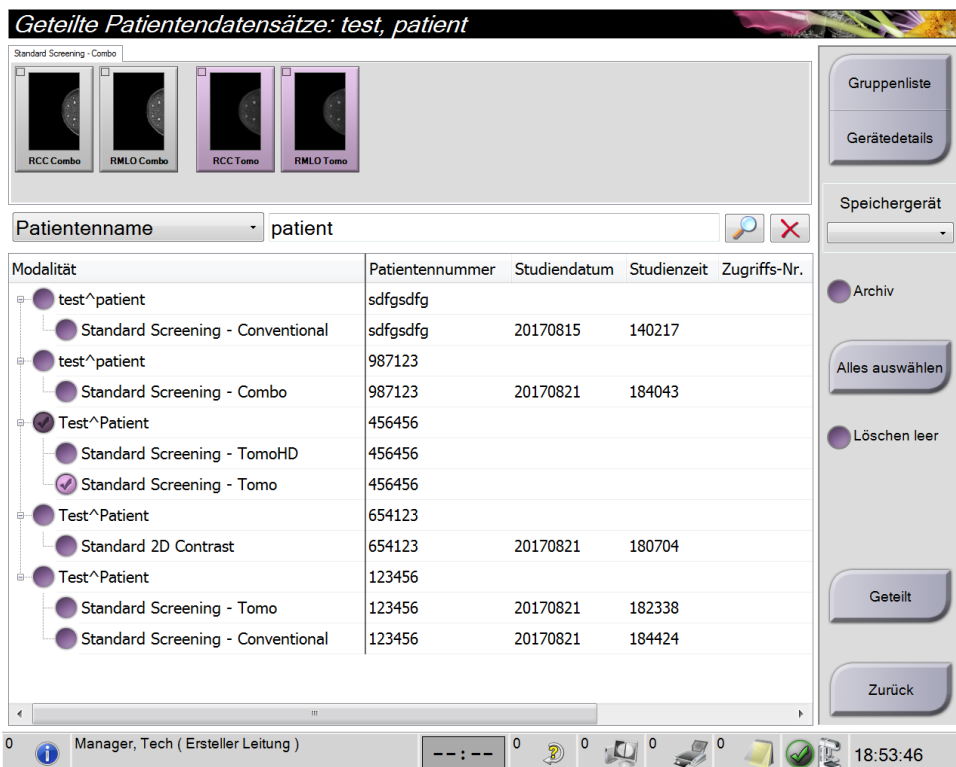 Geteilte Patientendatensätze: test, patient
Standard Screening - Combo
RCC Combo RMLO Combo RCC Tomo RMLO Tomo
Gruppenliste
Gerätedetails
Speichergerät
Patientenname patient
Modalität Patientennummer Studiendatum Studienzeit Zugriffs-Nr.
test^patient sdfgsdfg
Archiv
Standard Screening - Conventional sdfgsdfg 20170815 140217
test^patient 987123
Alles auswählen
Standard Screening - Combo 987123 20170821 184043
Test^Patient 456456
Löschen leer
Standard Screening - TomoHD 456456
Standard Screening - Tomo 456456
Test^Patient 654123
Standard 2D Contrast 654123 20170821 180704
Test^Patient 123456
Geteilt
Standard Screening - Tomo 123456 20170821 182338
Standard Screening - Conventional 123456 20170821 184424
Zurück
0 Manager, Tech ( Ersteller Leitung ) --:-- 0 0 0 0 18:53:46